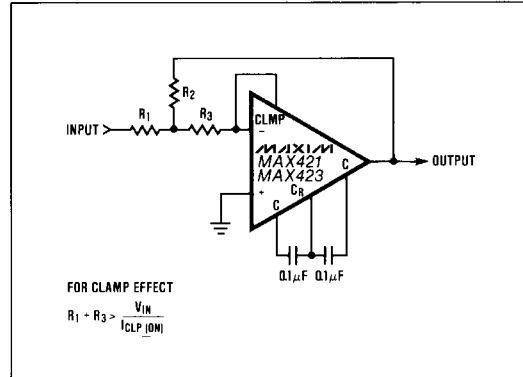 R2
R1
R3
INPUT
CLMP
−
MAXIM
MAX421
MAX423
C
OUTPUT
+
CR
C
0.1µF 0.1µF
FOR CLAMP EFFECT
R1 + R3 > VIN
ICLP (ON)